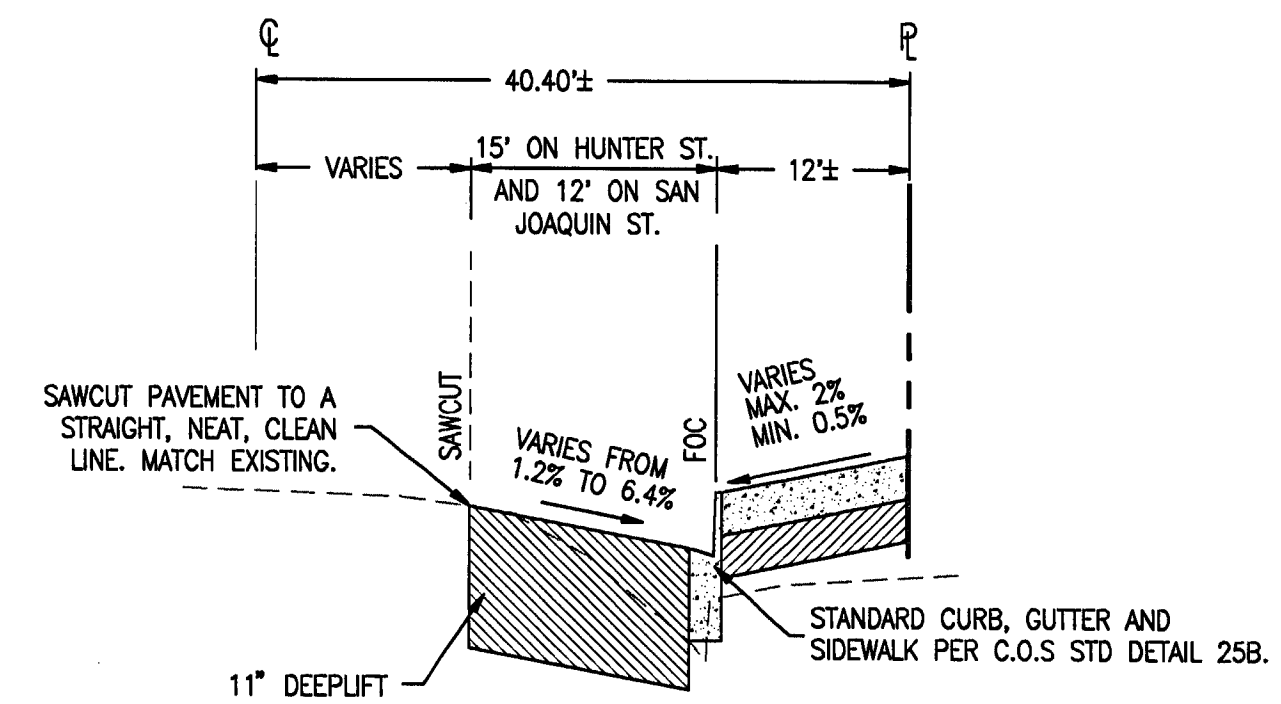 ℄
PL
40.40'±
VARIES
15' ON HUNTER ST.
AND 12' ON SAN
JOAQUIN ST.
12'±
SAWCUT PAVEMENT TO A
STRAIGHT, NEAT, CLEAN
LINE. MATCH EXISTING.
SAWCUT
VARIES FROM
1.2% TO 6.4%
FOC
VARIES
MAX. 2%
MIN. 0.5%
STANDARD CURB, GUTTER AND
SIDEWALK PER C.O.S STD DETAIL 25B.
11" DEEPLIFT